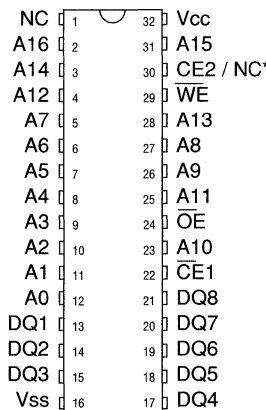 NC 1 32 Vcc
A16 2 31 A15
A14 3 30 CE2 / NC*
A12 4 29 W̅E̅
A7 5 28 A13
A6 6 27 A8
A5 7 26 A9
A4 8 25 A11
A3 9 24 O̅E̅
A2 10 23 A10
A1 11 22 C̅E̅1
A0 12 21 DQ8
DQ1 13 20 DQ7
DQ2 14 19 DQ6
DQ3 15 18 DQ5
Vss 16 17 DQ4